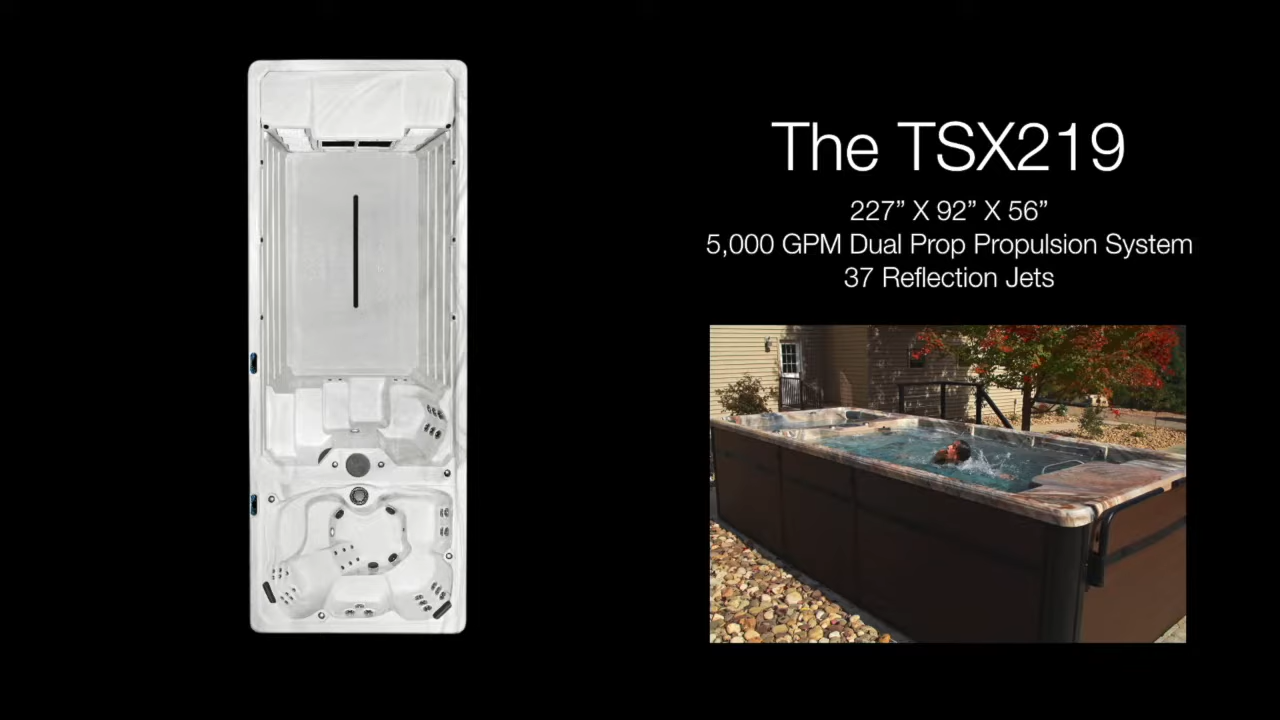 The TSX219
227” X 92” X 56”
5,000 GPM Dual Prop Propulsion System
37 Reflection Jets